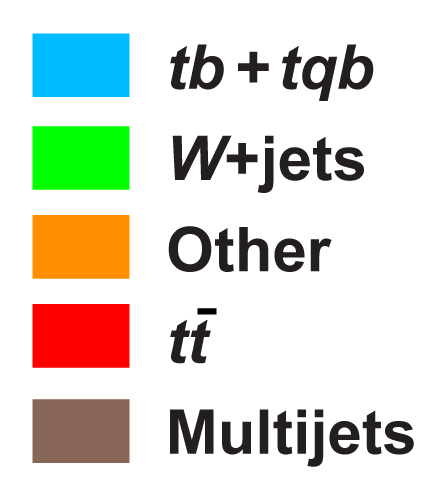 tb + tqb
W+jets
Other
tt̄
Multijets